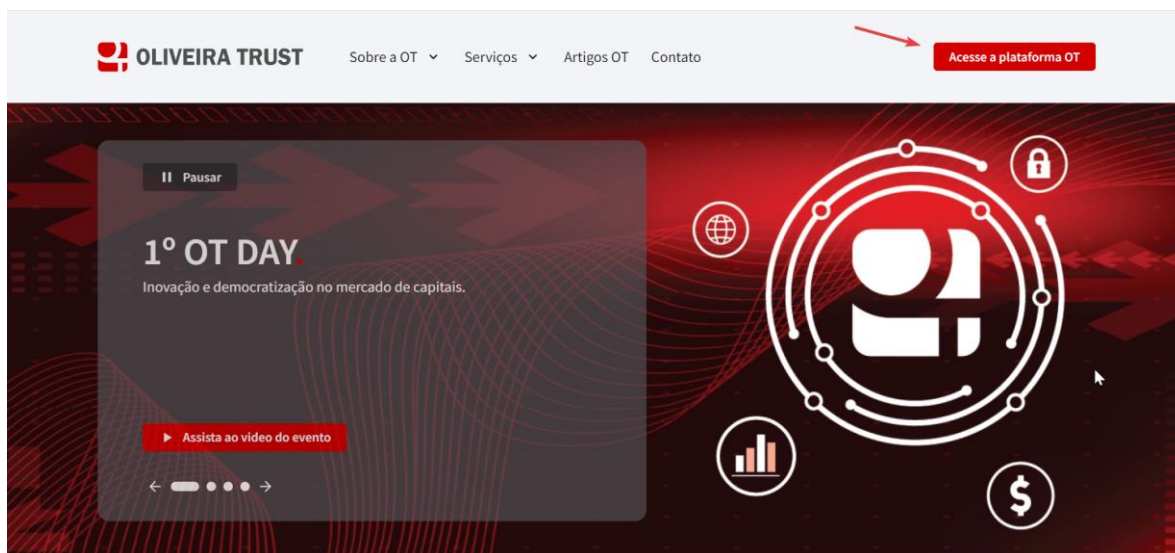 OLIVEIRA TRUST
Sobre a OT
Serviços
Artigos OT
Contato
Acesse a plataforma OT
Pausar
1º OT DAY.
Inovação e democratização no mercado de capitais.
Assista ao video do evento